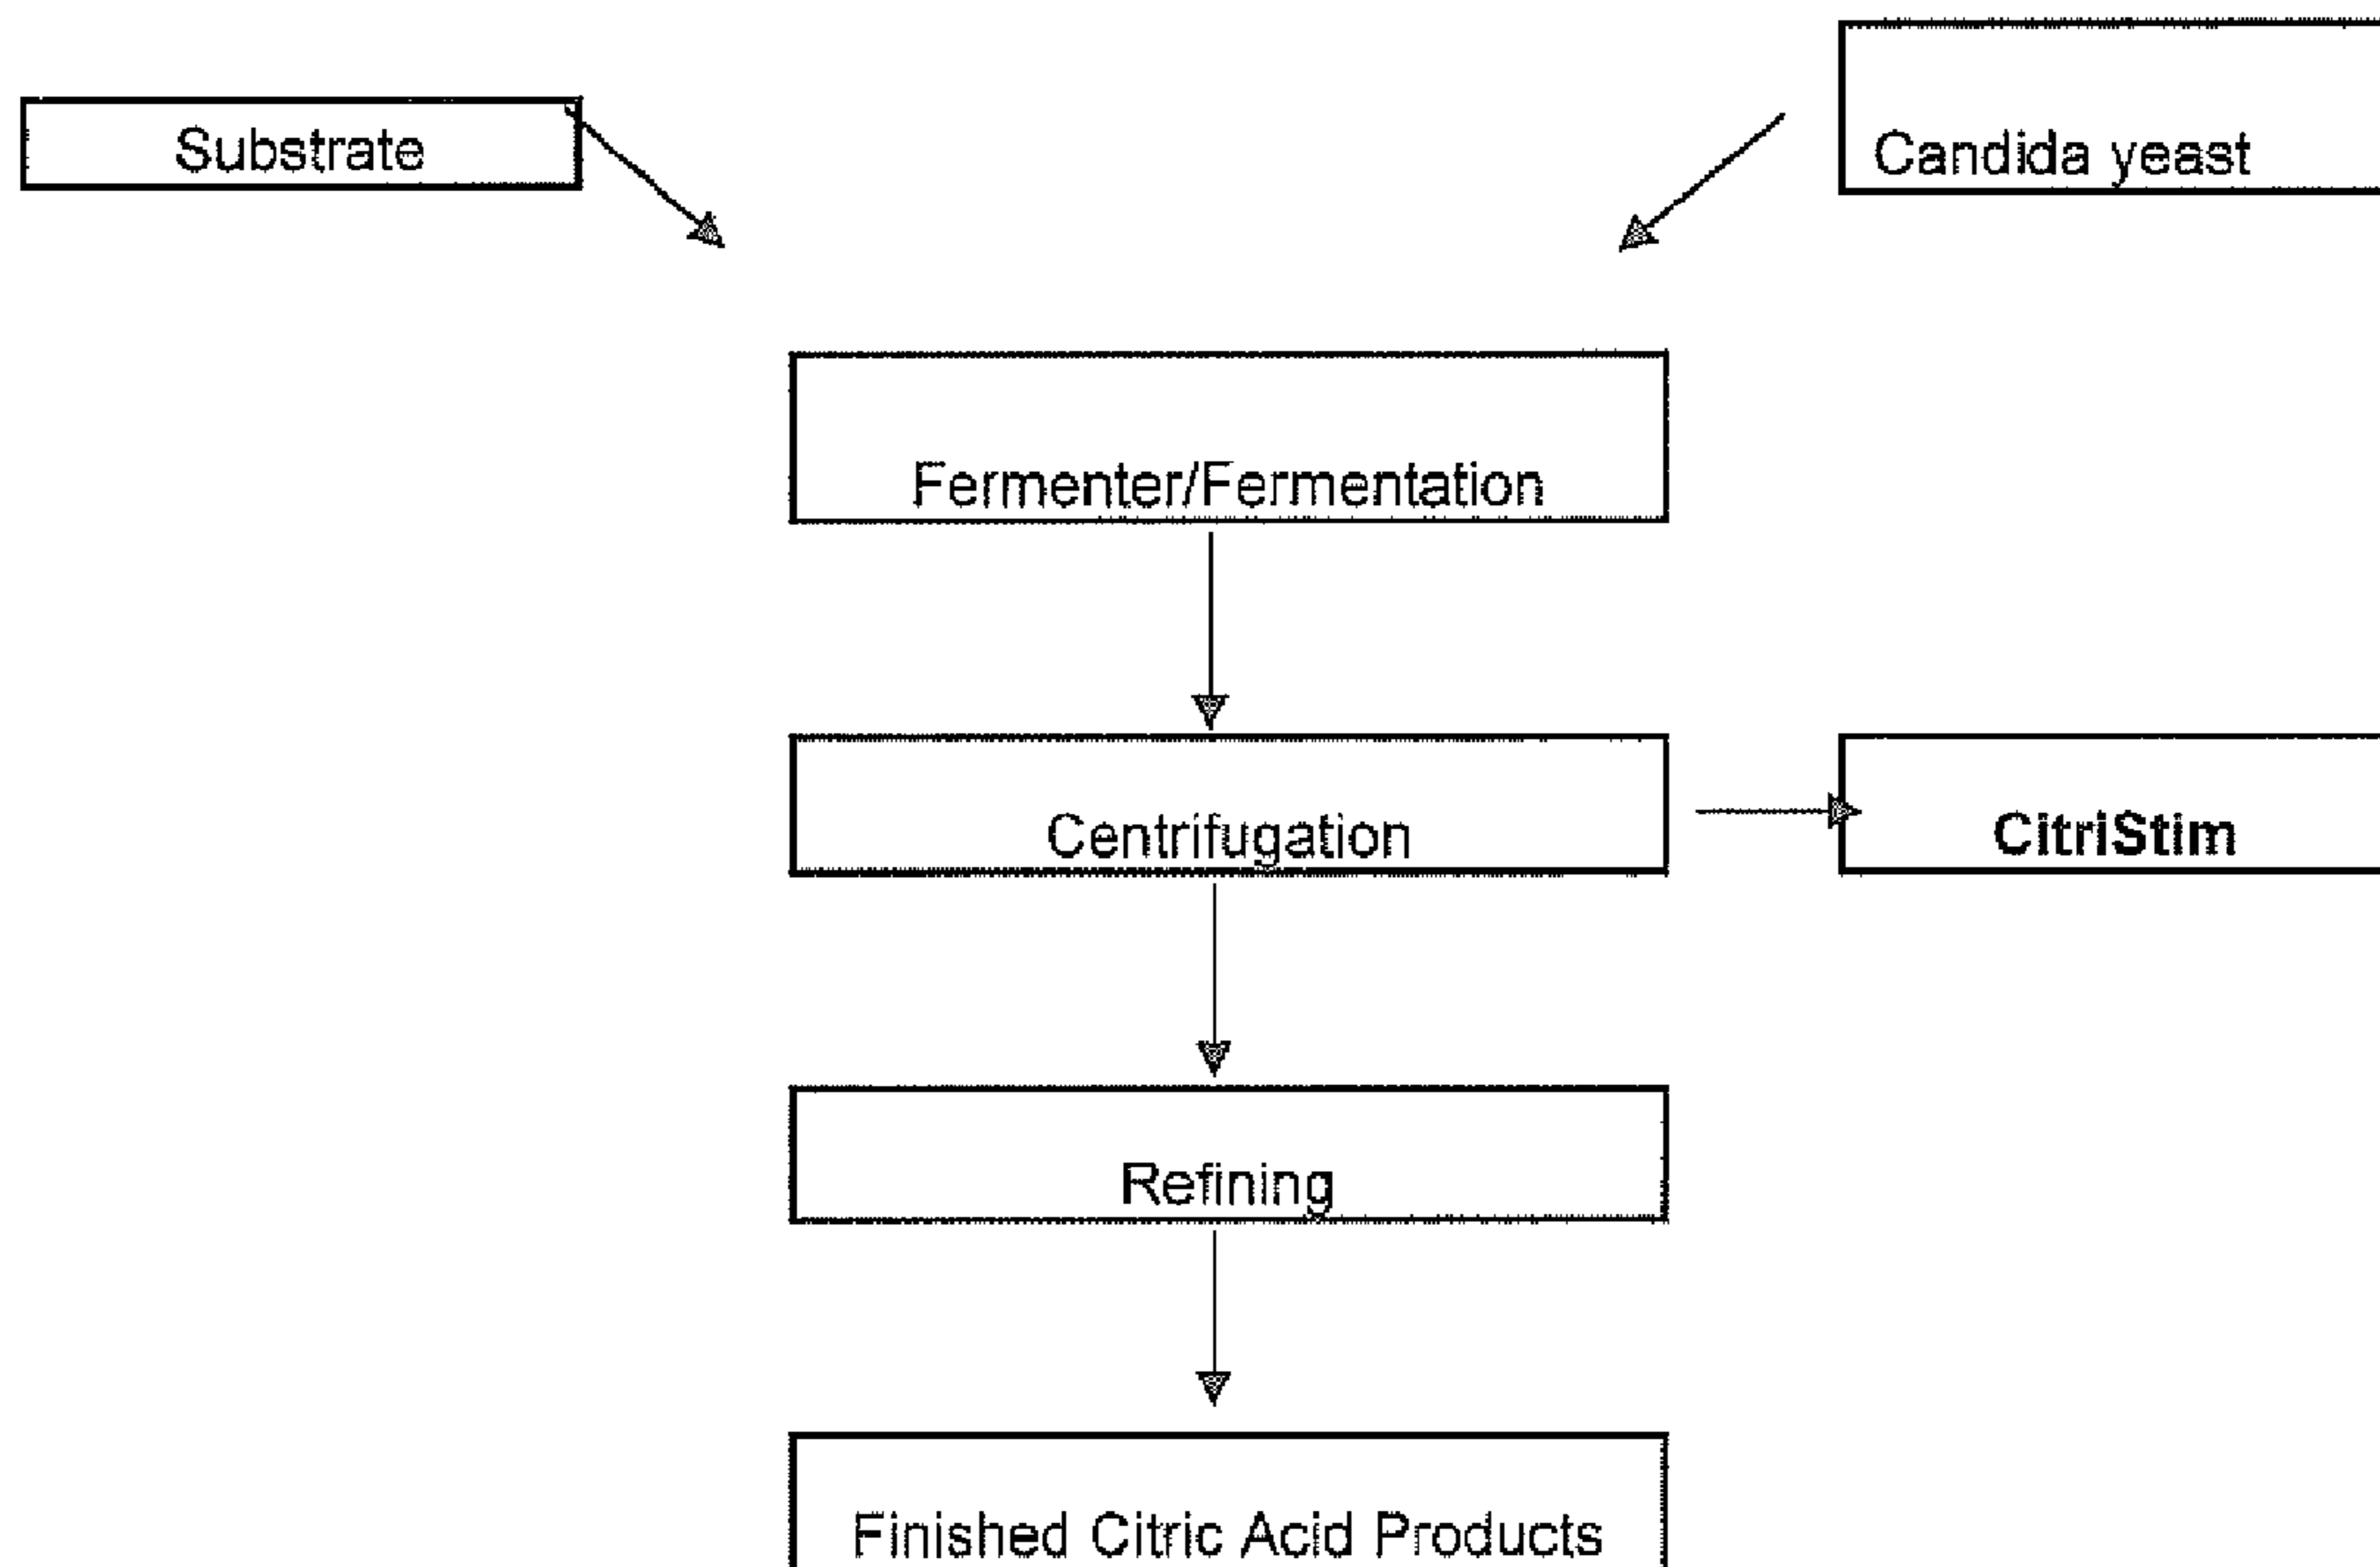 Substrate
Candida yeast
Fermenter/Fermentation
Centrifugation
CitriStim
Refining
Finished Citric Acid Products